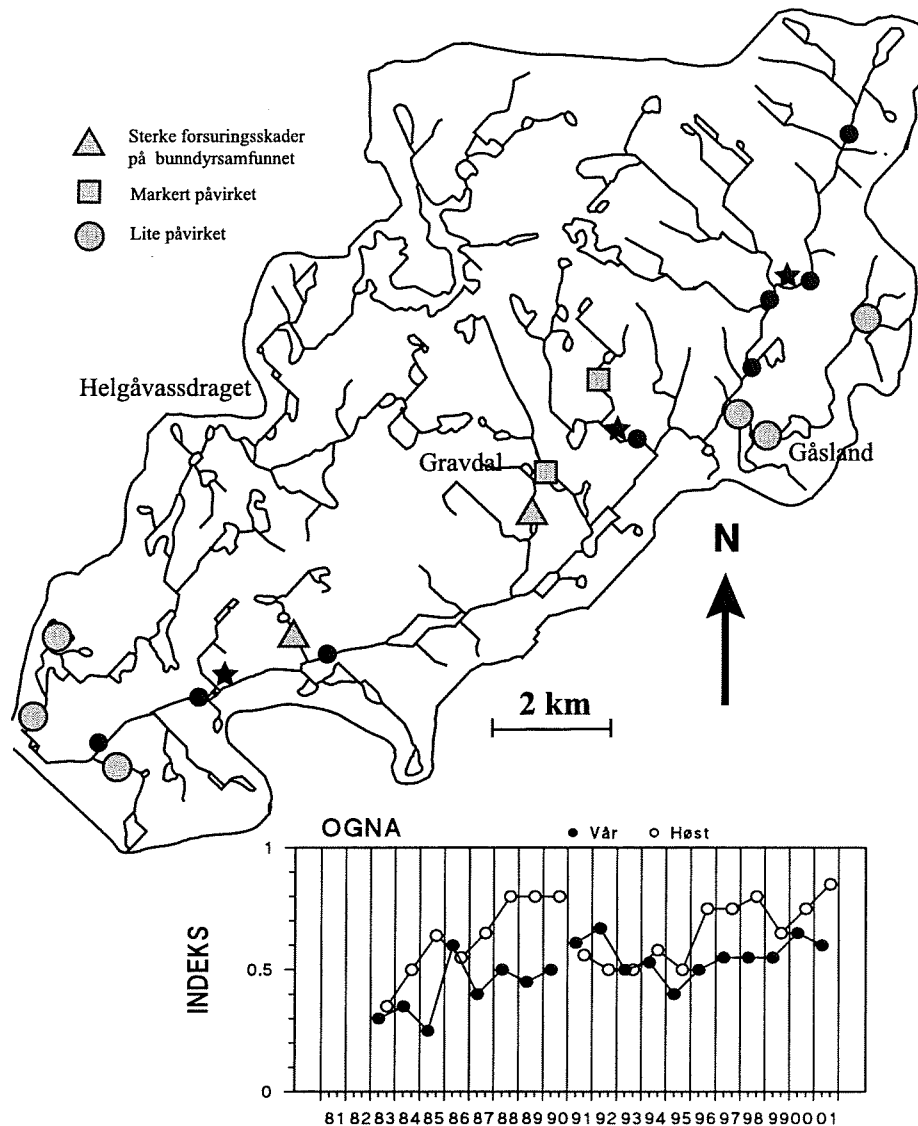 Sterke forsuringsskader
på bunndyrsamfunnet
Markert påvirket
Lite påvirket
Helgåvassdraget
Gravdal
Gåsland
N
2 km
OGNA
Vår
Høst
INDEKS
1
0.5
0
81 82 83 84 85 86 87 88 89 90 91 92 93 94 95 96 97 98 99 00 01